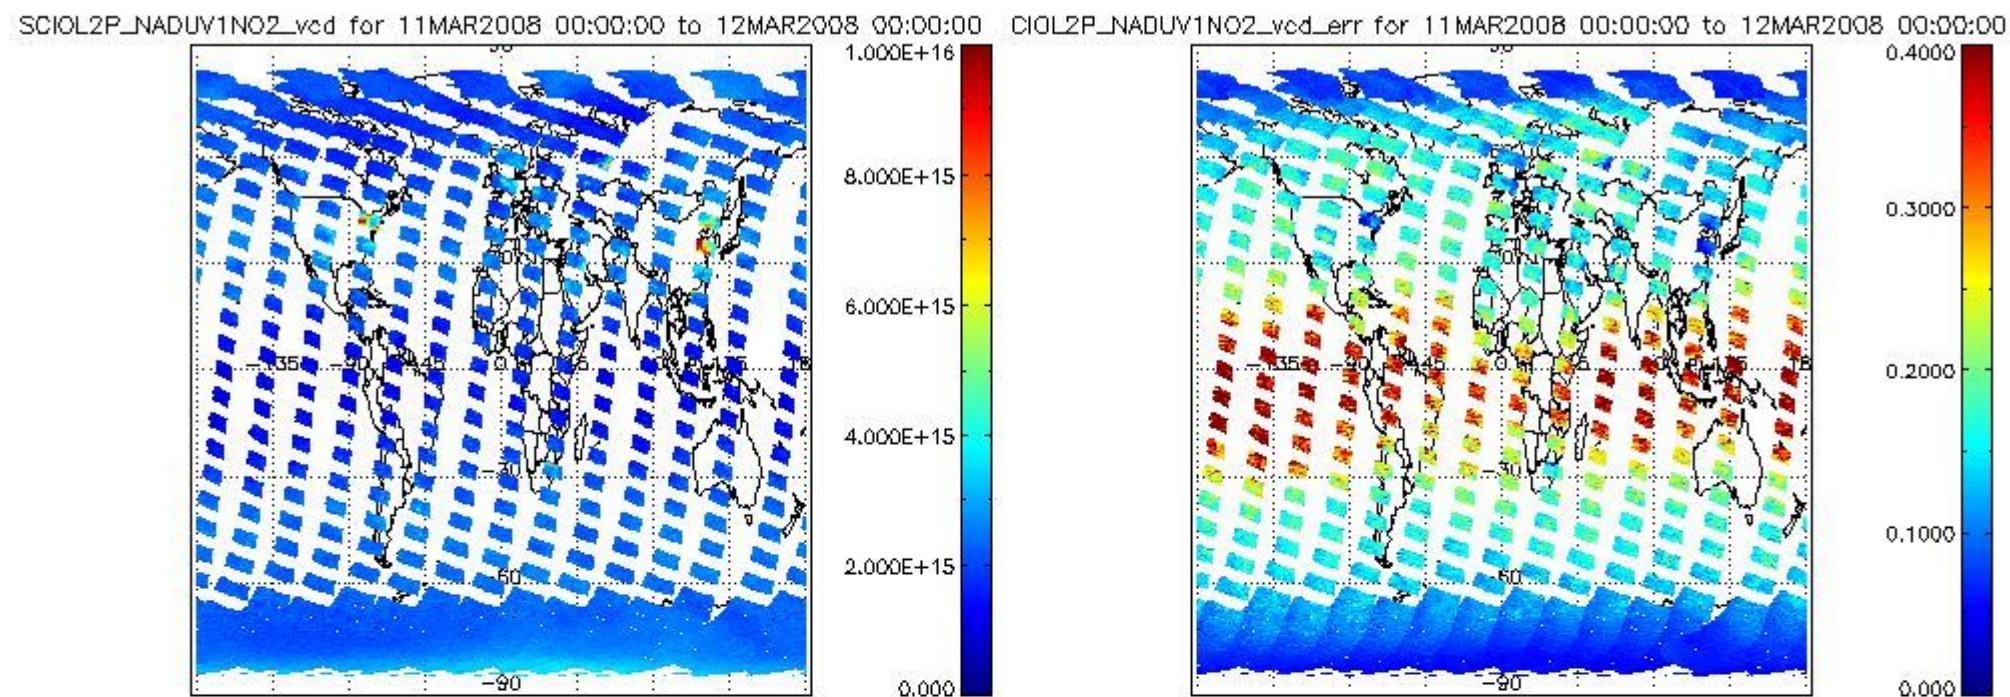 SCIOL2P_NADUV1NO2_vcd for 11MAR2008 00:00:00 to 12MAR2008 00:00:00
1.000E+16
8.000E+15
6.000E+15
4.000E+15
2.000E+15
0.000
-30
-60
-90
CIOL2P_NADUV1NO2_vcd_err for 11MAR2008 00:00:00 to 12MAR2008 00:00:00
0.4000
0.3000
0.2000
0.1000
0.000
-30
-60
-90